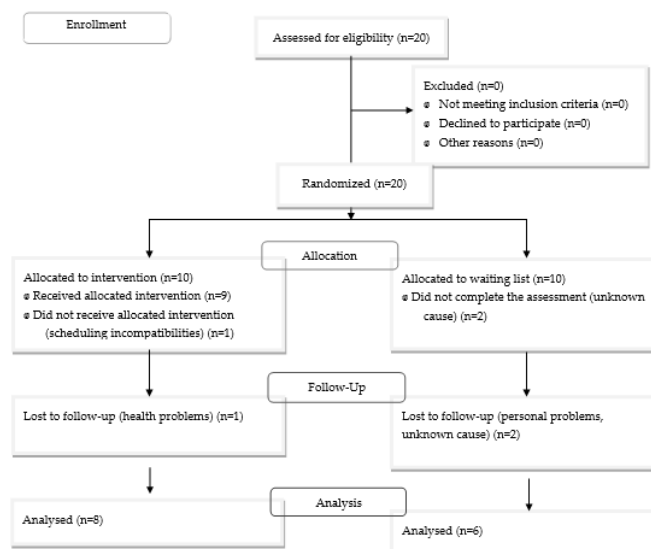 Enrollment
Assessed for eligibility (n=20)
Excluded (n=0)
Not meeting inclusion criteria (n=0)
Declined to participate (n=0)
Other reasons (n=0)
Randomized (n=20)
Allocation
Allocated to intervention (n=10)
Received allocated intervention (n=9)
Did not receive allocated intervention
(scheduling incompatibilities) (n=1)
Allocated to waiting list (n=10)
Did not complete the assessment (unknown
cause) (n=2)
Follow-Up
Lost to follow-up (health problems) (n=1)
Lost to follow-up (personal problems,
unknown cause) (n=2)
Analysis
Analysed (n=8)
Analysed (n=6)